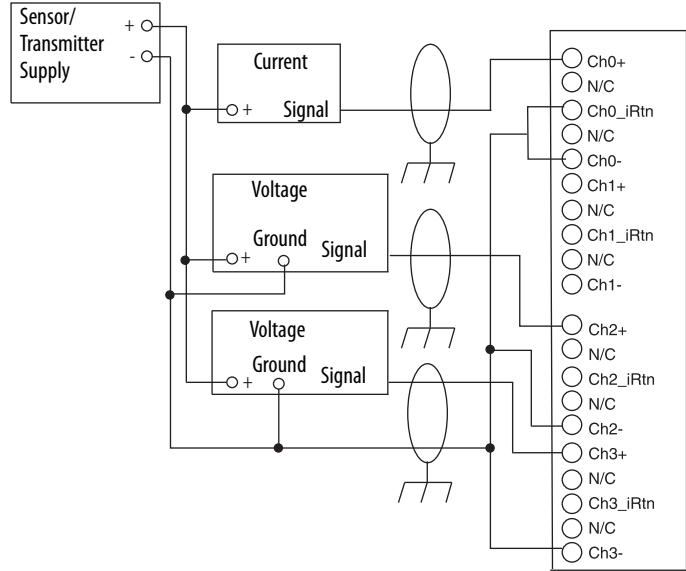 Sensor/
Transmitter
Supply
+
-
Current
+ Signal
Voltage
Ground
+ Signal
Voltage
Ground
+ Signal
Ch0+
N/C
Ch0_iRtn
N/C
Ch0-
Ch1+
N/C
Ch1_iRtn
N/C
Ch1-
Ch2+
N/C
Ch2_iRtn
N/C
Ch2-
Ch3+
N/C
Ch3_iRtn
N/C
Ch3-